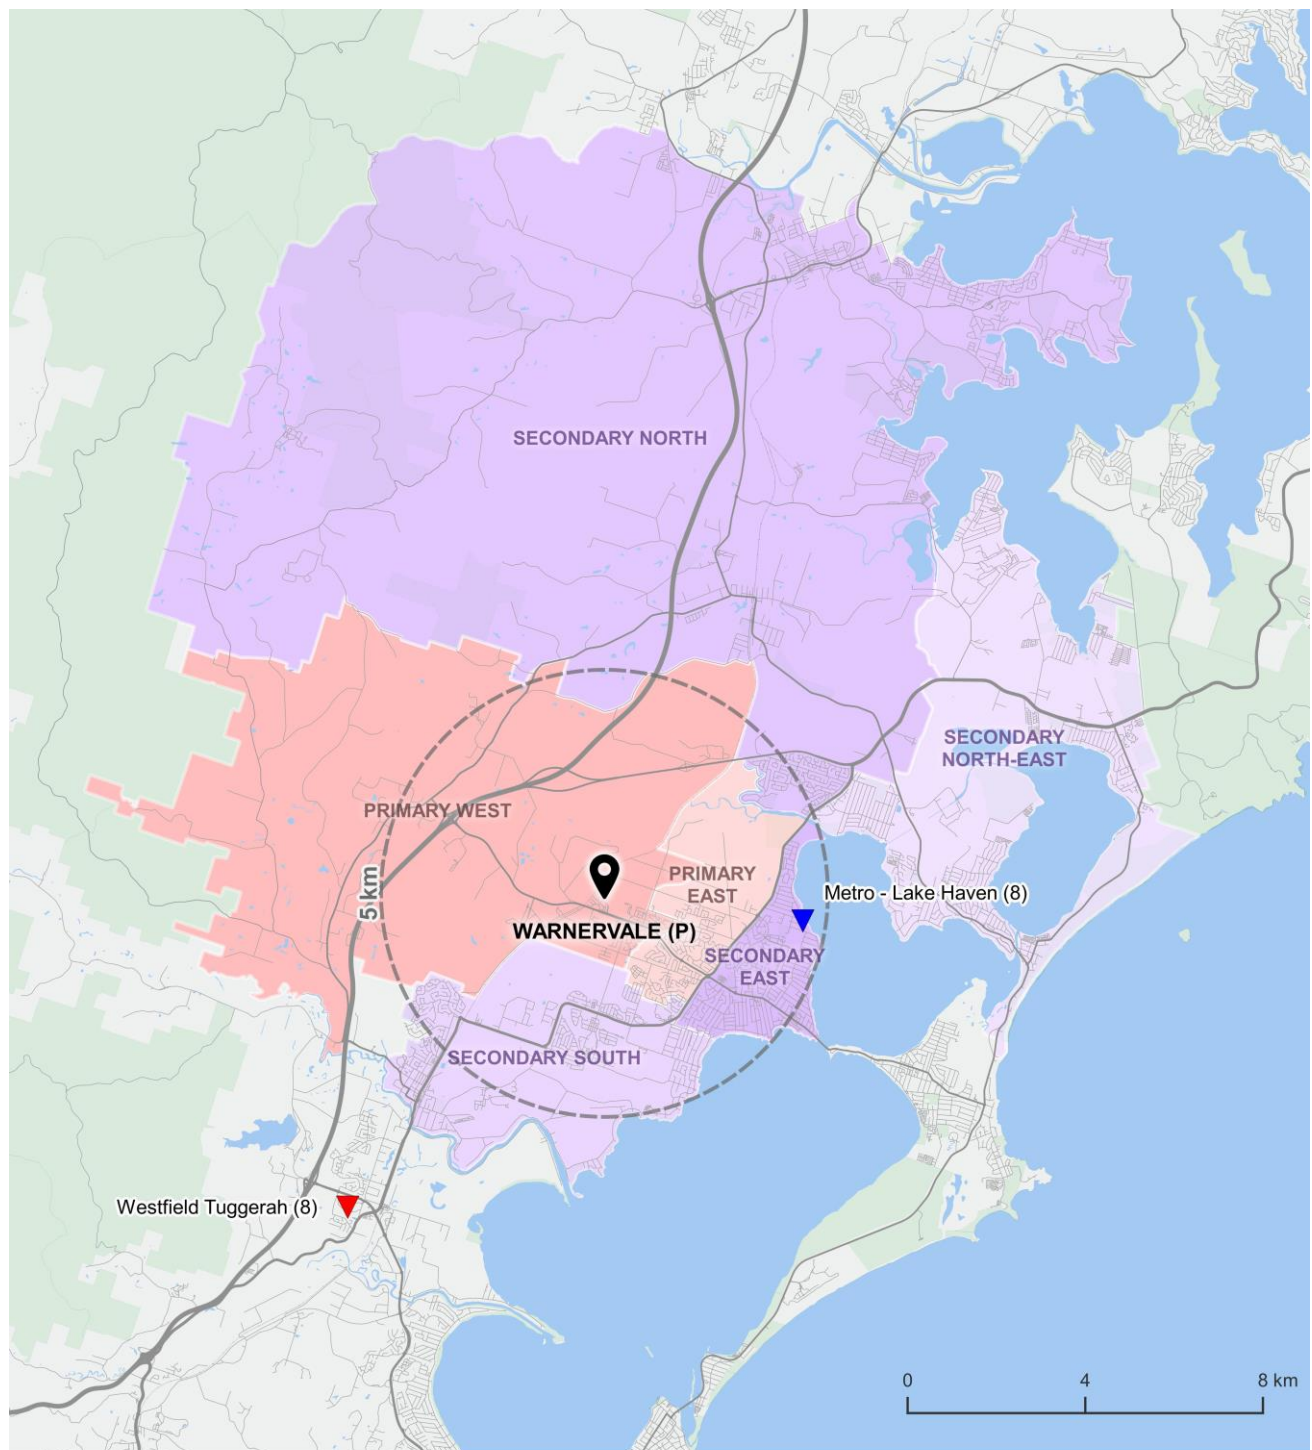 SECONDARY NORTH
SECONDARY
NORTH-EAST
PRIMARY WEST
PRIMARY
EAST
5 km
Metro - Lake Haven (8)
WARNERVALE (P)
SECONDARY
EAST
SECONDARY SOUTH
Westfield Tuggerah (8)
0 4 8 km